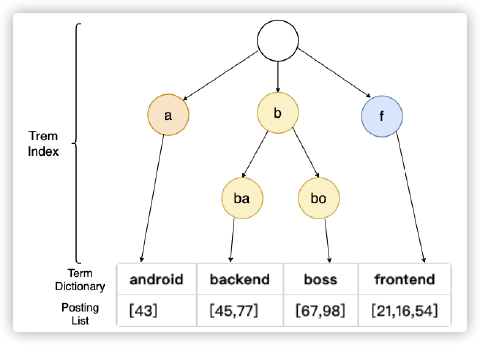 a
b
f
Trem
Index
ba
bo
Term
Dictionary
android
backend
boss
frontend
Posting
List
[43]
[45,77]
[67,98]
[21,16,54]